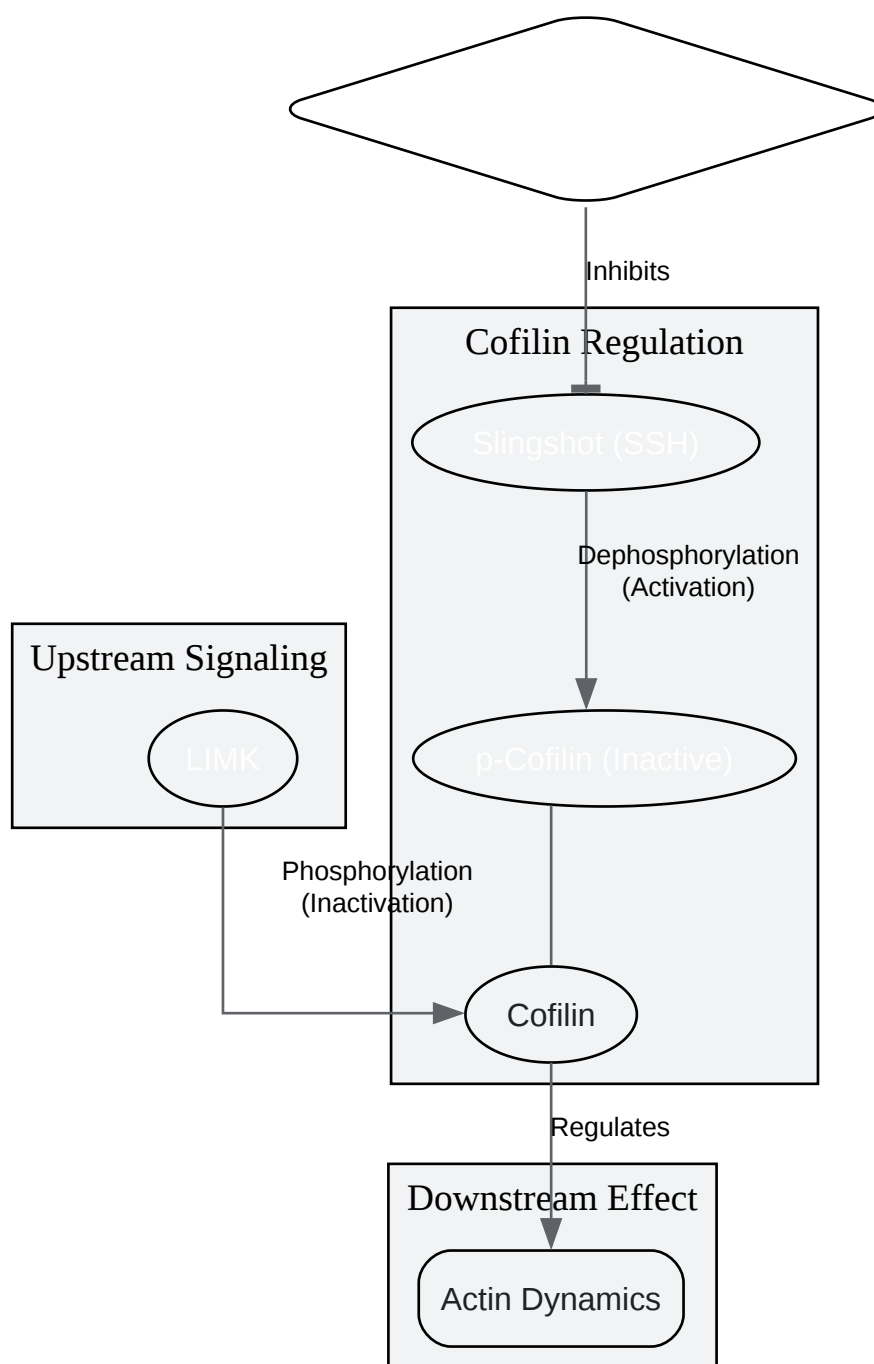 Inhibits
Cofilin Regulation
Slingshot (SSH)
Dephosphorylation
(Activation)
Upstream Signaling
LIMK
p-Cofilin (Inactive)
Phosphorylation
(Inactivation)
Cofilin
Regulates
Downstream Effect
Actin Dynamics